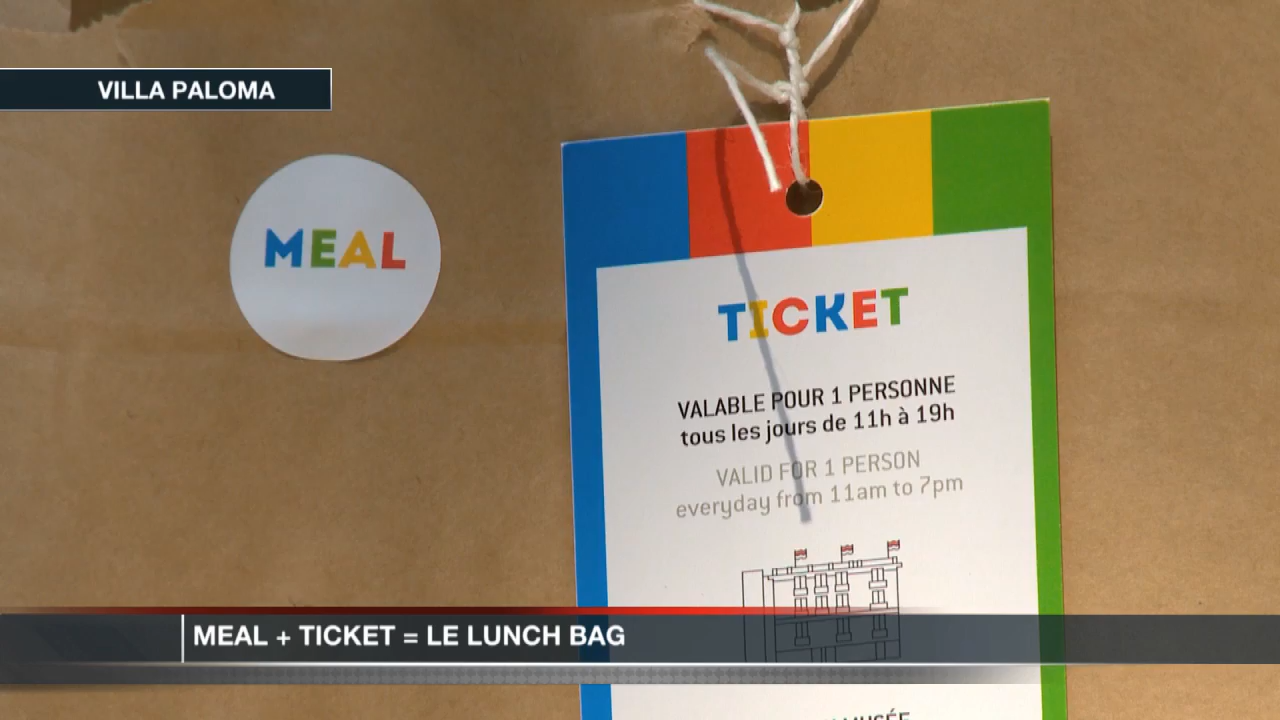 VILLA PALOMA
MEAL
TICKET
VALABLE POUR 1 PERSONNE
tous les jours de 11h à 19h
VALID FOR 1 PERSON
everyday from 11am to 7pm
MEAL + TICKET = LE LUNCH BAG
MUSÉE